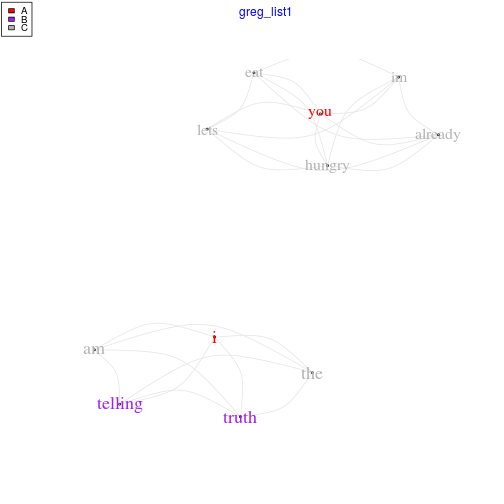 A
B
C
greg_list1
eat
im
you
lets
already
hungry
i
am
the
telling
truth